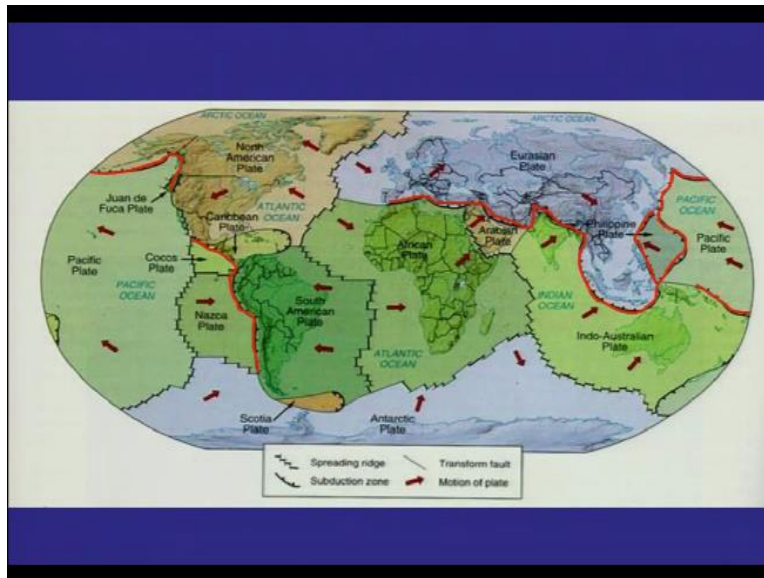 ARCTIC OCEAN
ARCTIC OCEAN
North
American
Plate
Eurasian
Plate
Juan de
Fuca Plate
ATLANTIC
OCEAN
Caribbean
Plate
PACIFIC
OCEAN
Philippine
Plate
Arabian
Plate
African
Plate
Pacific
Plate
Cocos
Plate
Pacific
Plate
PACIFIC
OCEAN
Nazca
Plate
South
American
Plate
INDIAN
OCEAN
Indo-Australian
Plate
ATLANTIC
OCEAN
Scotia
Plate
Antarctic
Plate
Spreading ridge
Transform fault
Subduction zone
Motion of plate